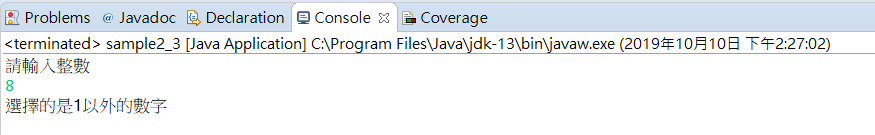 Problems @ Javadoc Declaration Console Coverage
<terminated> sample2_3 [Java Application] C:\Program Files\Java\jdk-13\bin\javaw.exe (2019年10月10日 下午2:27:02)
請輸入整數
8
選擇的是1以外的數字